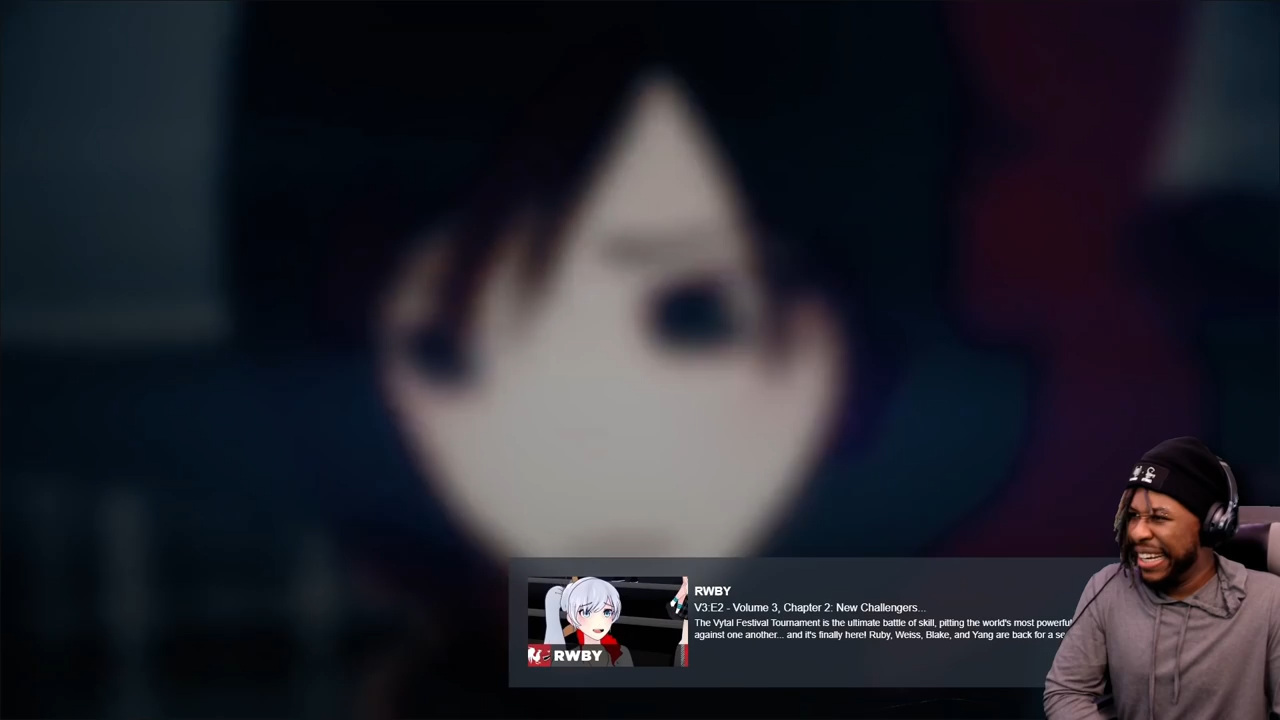 RWBY
V3:E2 - Volume 3, Chapter 2: New Challengers...
The Vytal Festival Tournament is the ultimate battle of skill, pitting the world's most powerful
against one another... and it's finally here! Ruby, Weiss, Blake, and Yang are back for a se
RWBY